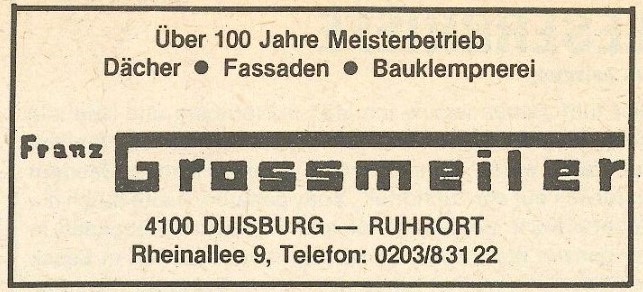 Über 100 Jahre Meisterbetrieb
Dächer ● Fassaden ● Bauklempnerei
Franz Grossmeiler
4100 DUISBURG — RUHRORT
Rheinallee 9, Telefon: 0203/83122